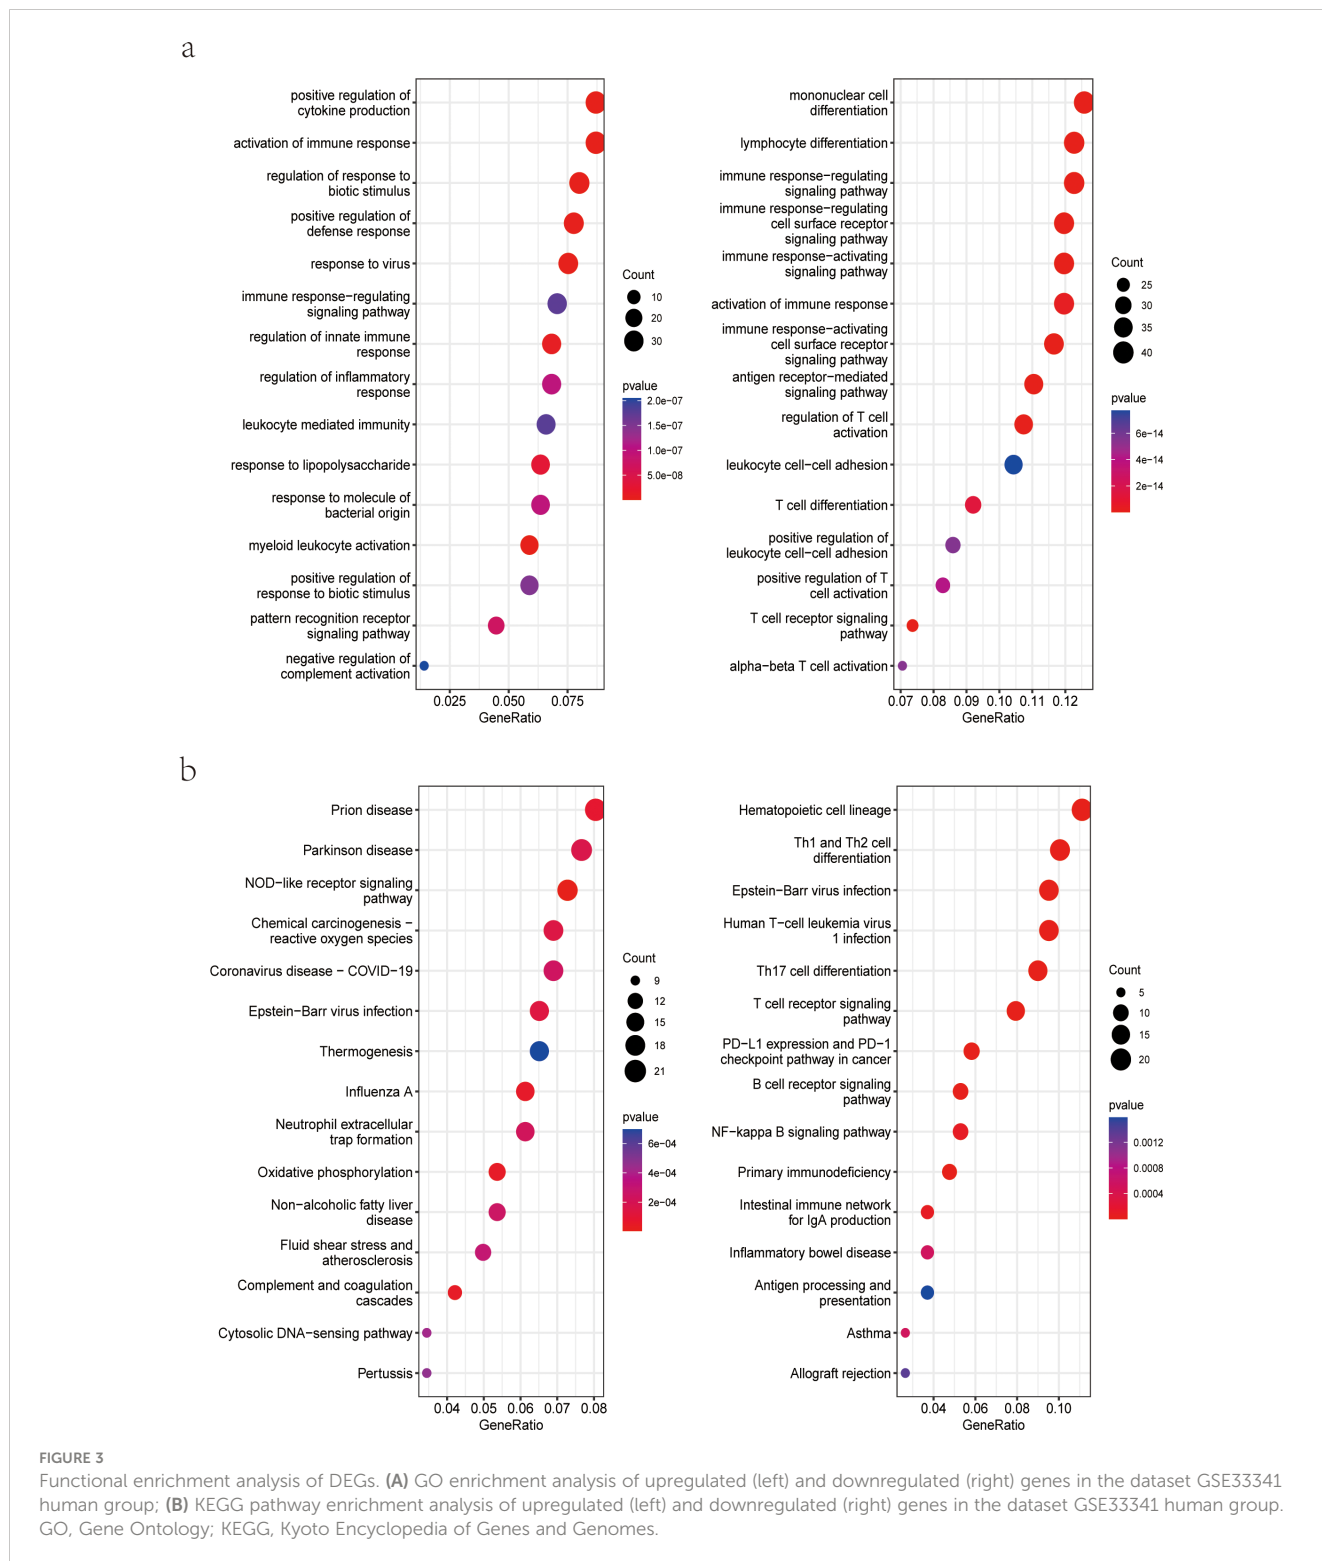 a
positive regulation of
cytokine production
activation of immune response
regulation of response to
biotic stimulus
positive regulation of
defense response
response to virus
immune response−regulating
signaling pathway
regulation of innate immune
response
regulation of inflammatory
response
leukocyte mediated immunity
response to lipopolysaccharide
response to molecule of
bacterial origin
myeloid leukocyte activation
positive regulation of
response to biotic stimulus
pattern recognition receptor
signaling pathway
negative regulation of
complement activation
0.025 0.050 0.075
GeneRatio
Count
10
20
30
pvalue
2.0e−07
1.5e−07
1.0e−07
5.0e−08
mononuclear cell
differentiation
lymphocyte differentiation
immune response−regulating
signaling pathway
immune response−regulating
cell surface receptor
signaling pathway
immune response−activating
signaling pathway
activation of immune response
immune response−activating
cell surface receptor
signaling pathway
antigen receptor−mediated
signaling pathway
regulation of T cell
activation
leukocyte cell−cell adhesion
T cell differentiation
positive regulation of
leukocyte cell−cell adhesion
positive regulation of T
cell activation
T cell receptor signaling
pathway
alpha−beta T cell activation
0.07 0.08 0.09 0.10 0.11 0.12
GeneRatio
Count
25
30
35
40
pvalue
6e−14
4e−14
2e−14
b
Prion disease
Parkinson disease
NOD−like receptor signaling
pathway
Chemical carcinogenesis −
reactive oxygen species
Coronavirus disease − COVID−19
Epstein−Barr virus infection
Thermogenesis
Influenza A
Neutrophil extracellular
trap formation
Oxidative phosphorylation
Non−alcoholic fatty liver
disease
Fluid shear stress and
atherosclerosis
Complement and coagulation
cascades
Cytosolic DNA−sensing pathway
Pertussis
0.04 0.05 0.06 0.07 0.08
GeneRatio
Count
9
12
15
18
21
pvalue
6e−04
4e−04
2e−04
Hematopoietic cell lineage
Th1 and Th2 cell
differentiation
Epstein−Barr virus infection
Human T−cell leukemia virus
1 infection
Th17 cell differentiation
T cell receptor signaling
pathway
PD−L1 expression and PD−1
checkpoint pathway in cancer
B cell receptor signaling
pathway
NF−kappa B signaling pathway
Primary immunodeficiency
Intestinal immune network
for IgA production
Inflammatory bowel disease
Antigen processing and
presentation
Asthma
Allograft rejection
0.04 0.06 0.08 0.10
GeneRatio
Count
5
10
15
20
pvalue
0.0012
0.0008
0.0004
FIGURE 3
Functional enrichment analysis of DEGs. (A) GO enrichment analysis of upregulated (left) and downregulated (right) genes in the dataset GSE33341
human group; (B) KEGG pathway enrichment analysis of upregulated (left) and downregulated (right) genes in the dataset GSE33341 human group.
GO, Gene Ontology; KEGG, Kyoto Encyclopedia of Genes and Genomes.